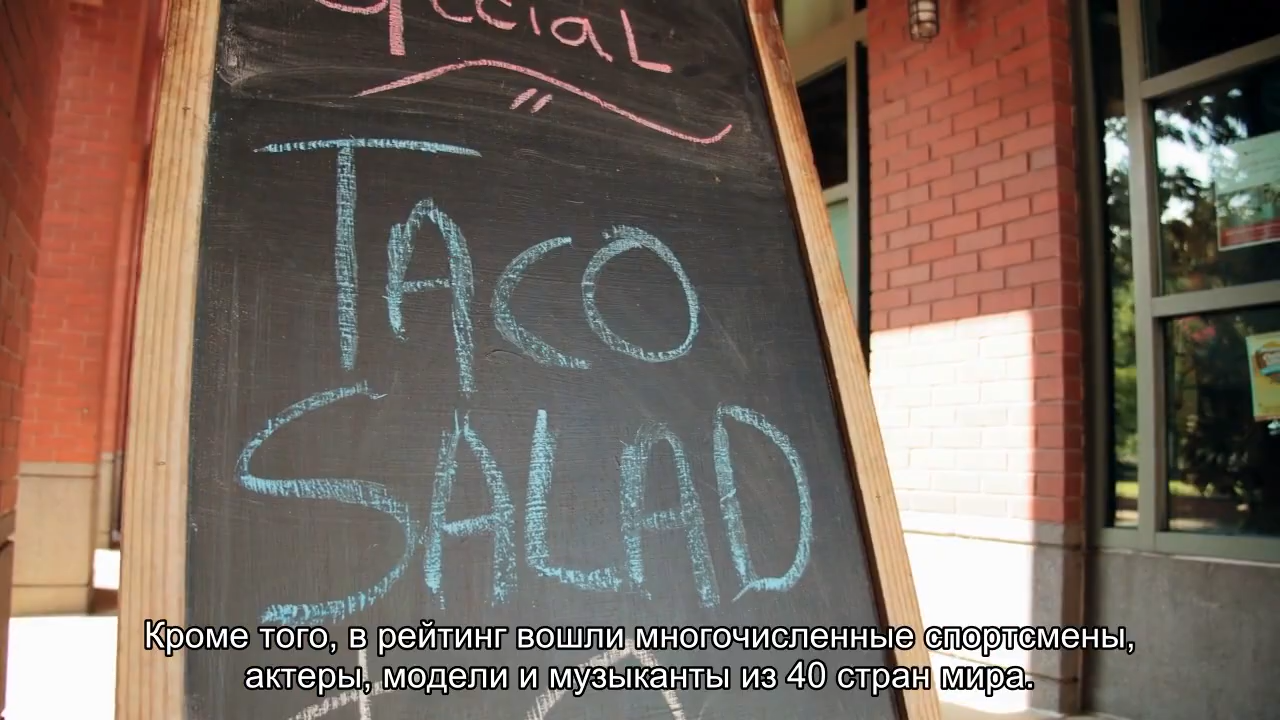 Special
TACO
SALAD
Кроме того, в рейтинг вошли многочисленные спортсмены,
актеры, модели и музыканты из 40 стран мира.